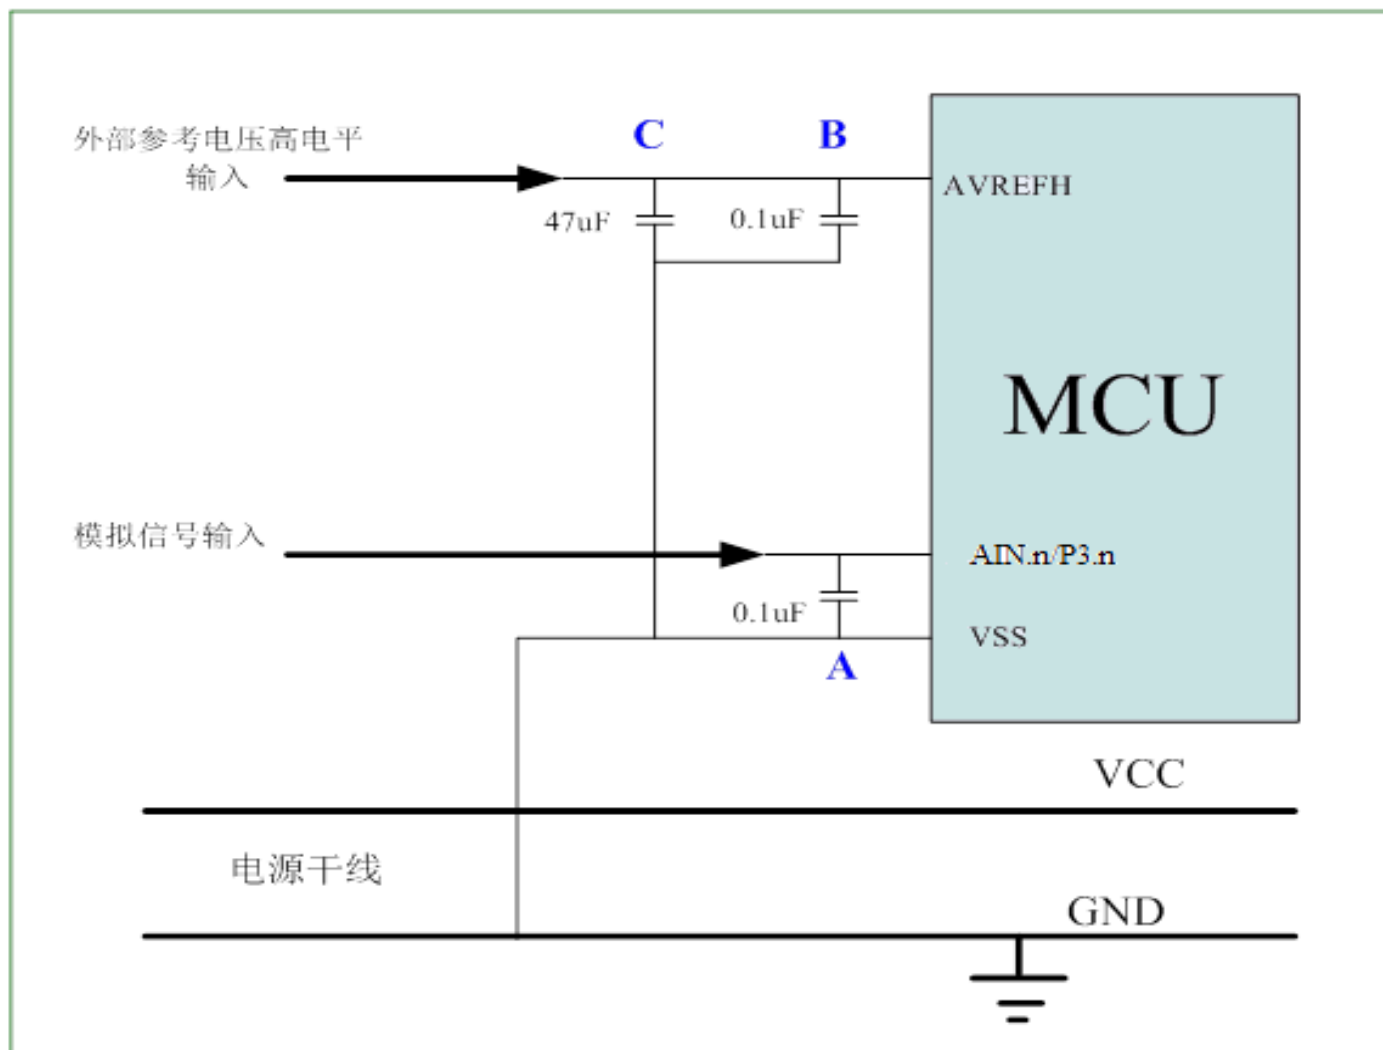 外部参考电压高电平
输入
C
B
AVREFH
47uF
0.1uF
MCU
模拟信号输入
AIN.n/P3.n
0.1uF
VSS
A
VCC
电源干线
GND